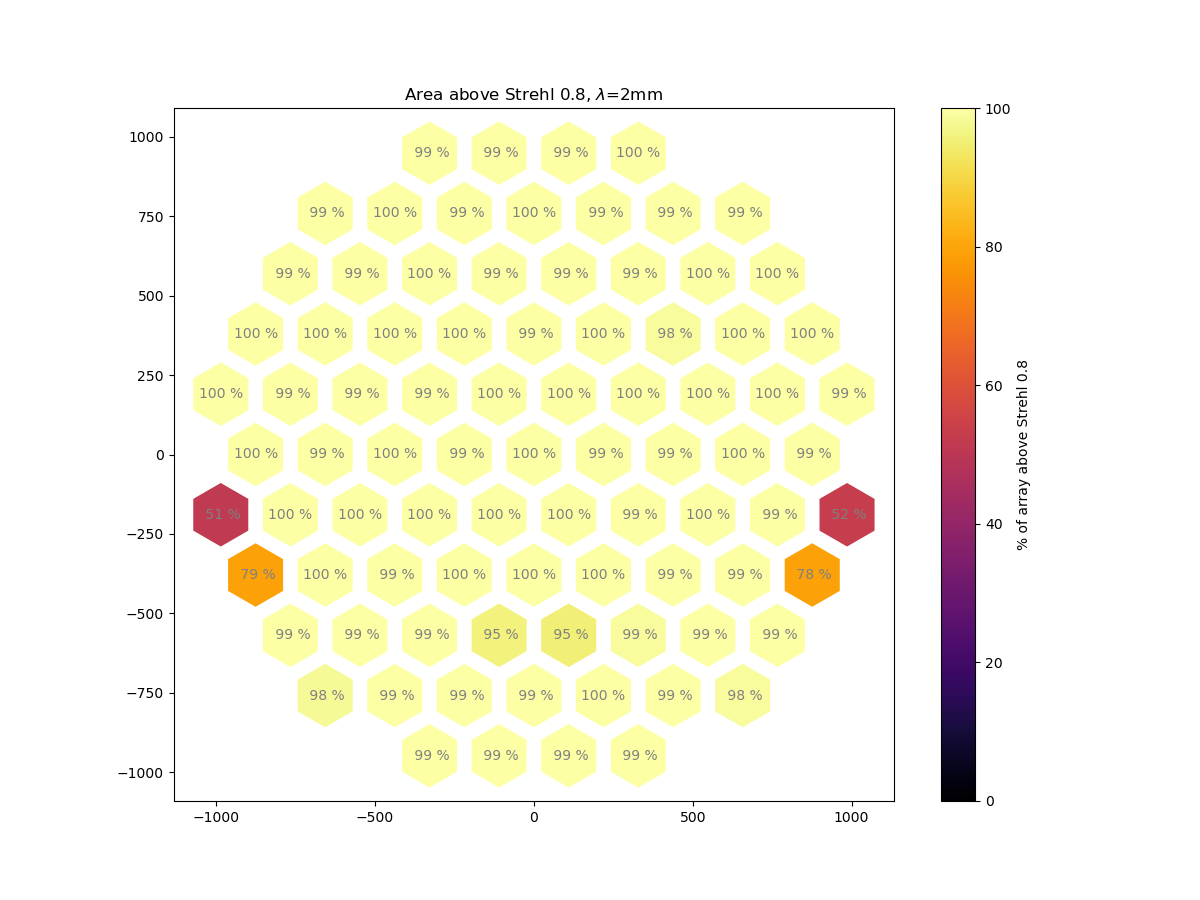 Area above Strehl 0.8, λ=2mm
1000
99 % 99 % 99 % 100 %
750
99 % 100 % 99 % 100 % 99 % 99 % 99 %
500
99 % 99 % 100 % 99 % 99 % 99 % 100 % 100 %
100 % 100 % 100 % 100 % 99 % 100 % 98 % 100 % 100 %
250
100 % 99 % 99 % 99 % 100 % 100 % 100 % 100 % 100 % 99 %
0
100 % 99 % 100 % 99 % 100 % 99 % 99 % 100 % 99 %
51 % 100 % 100 % 100 % 100 % 100 % 99 % 100 % 99 % 52 %
−250
79 % 100 % 99 % 100 % 100 % 100 % 99 % 99 % 78 %
−500
99 % 99 % 99 % 95 % 95 % 99 % 99 % 99 %
−750
98 % 99 % 99 % 99 % 100 % 99 % 98 %
99 % 99 % 99 % 99 %
−1000
−1000 −500 0 500 1000
100
80
60
40
20
0
% of array above Strehl 0.8